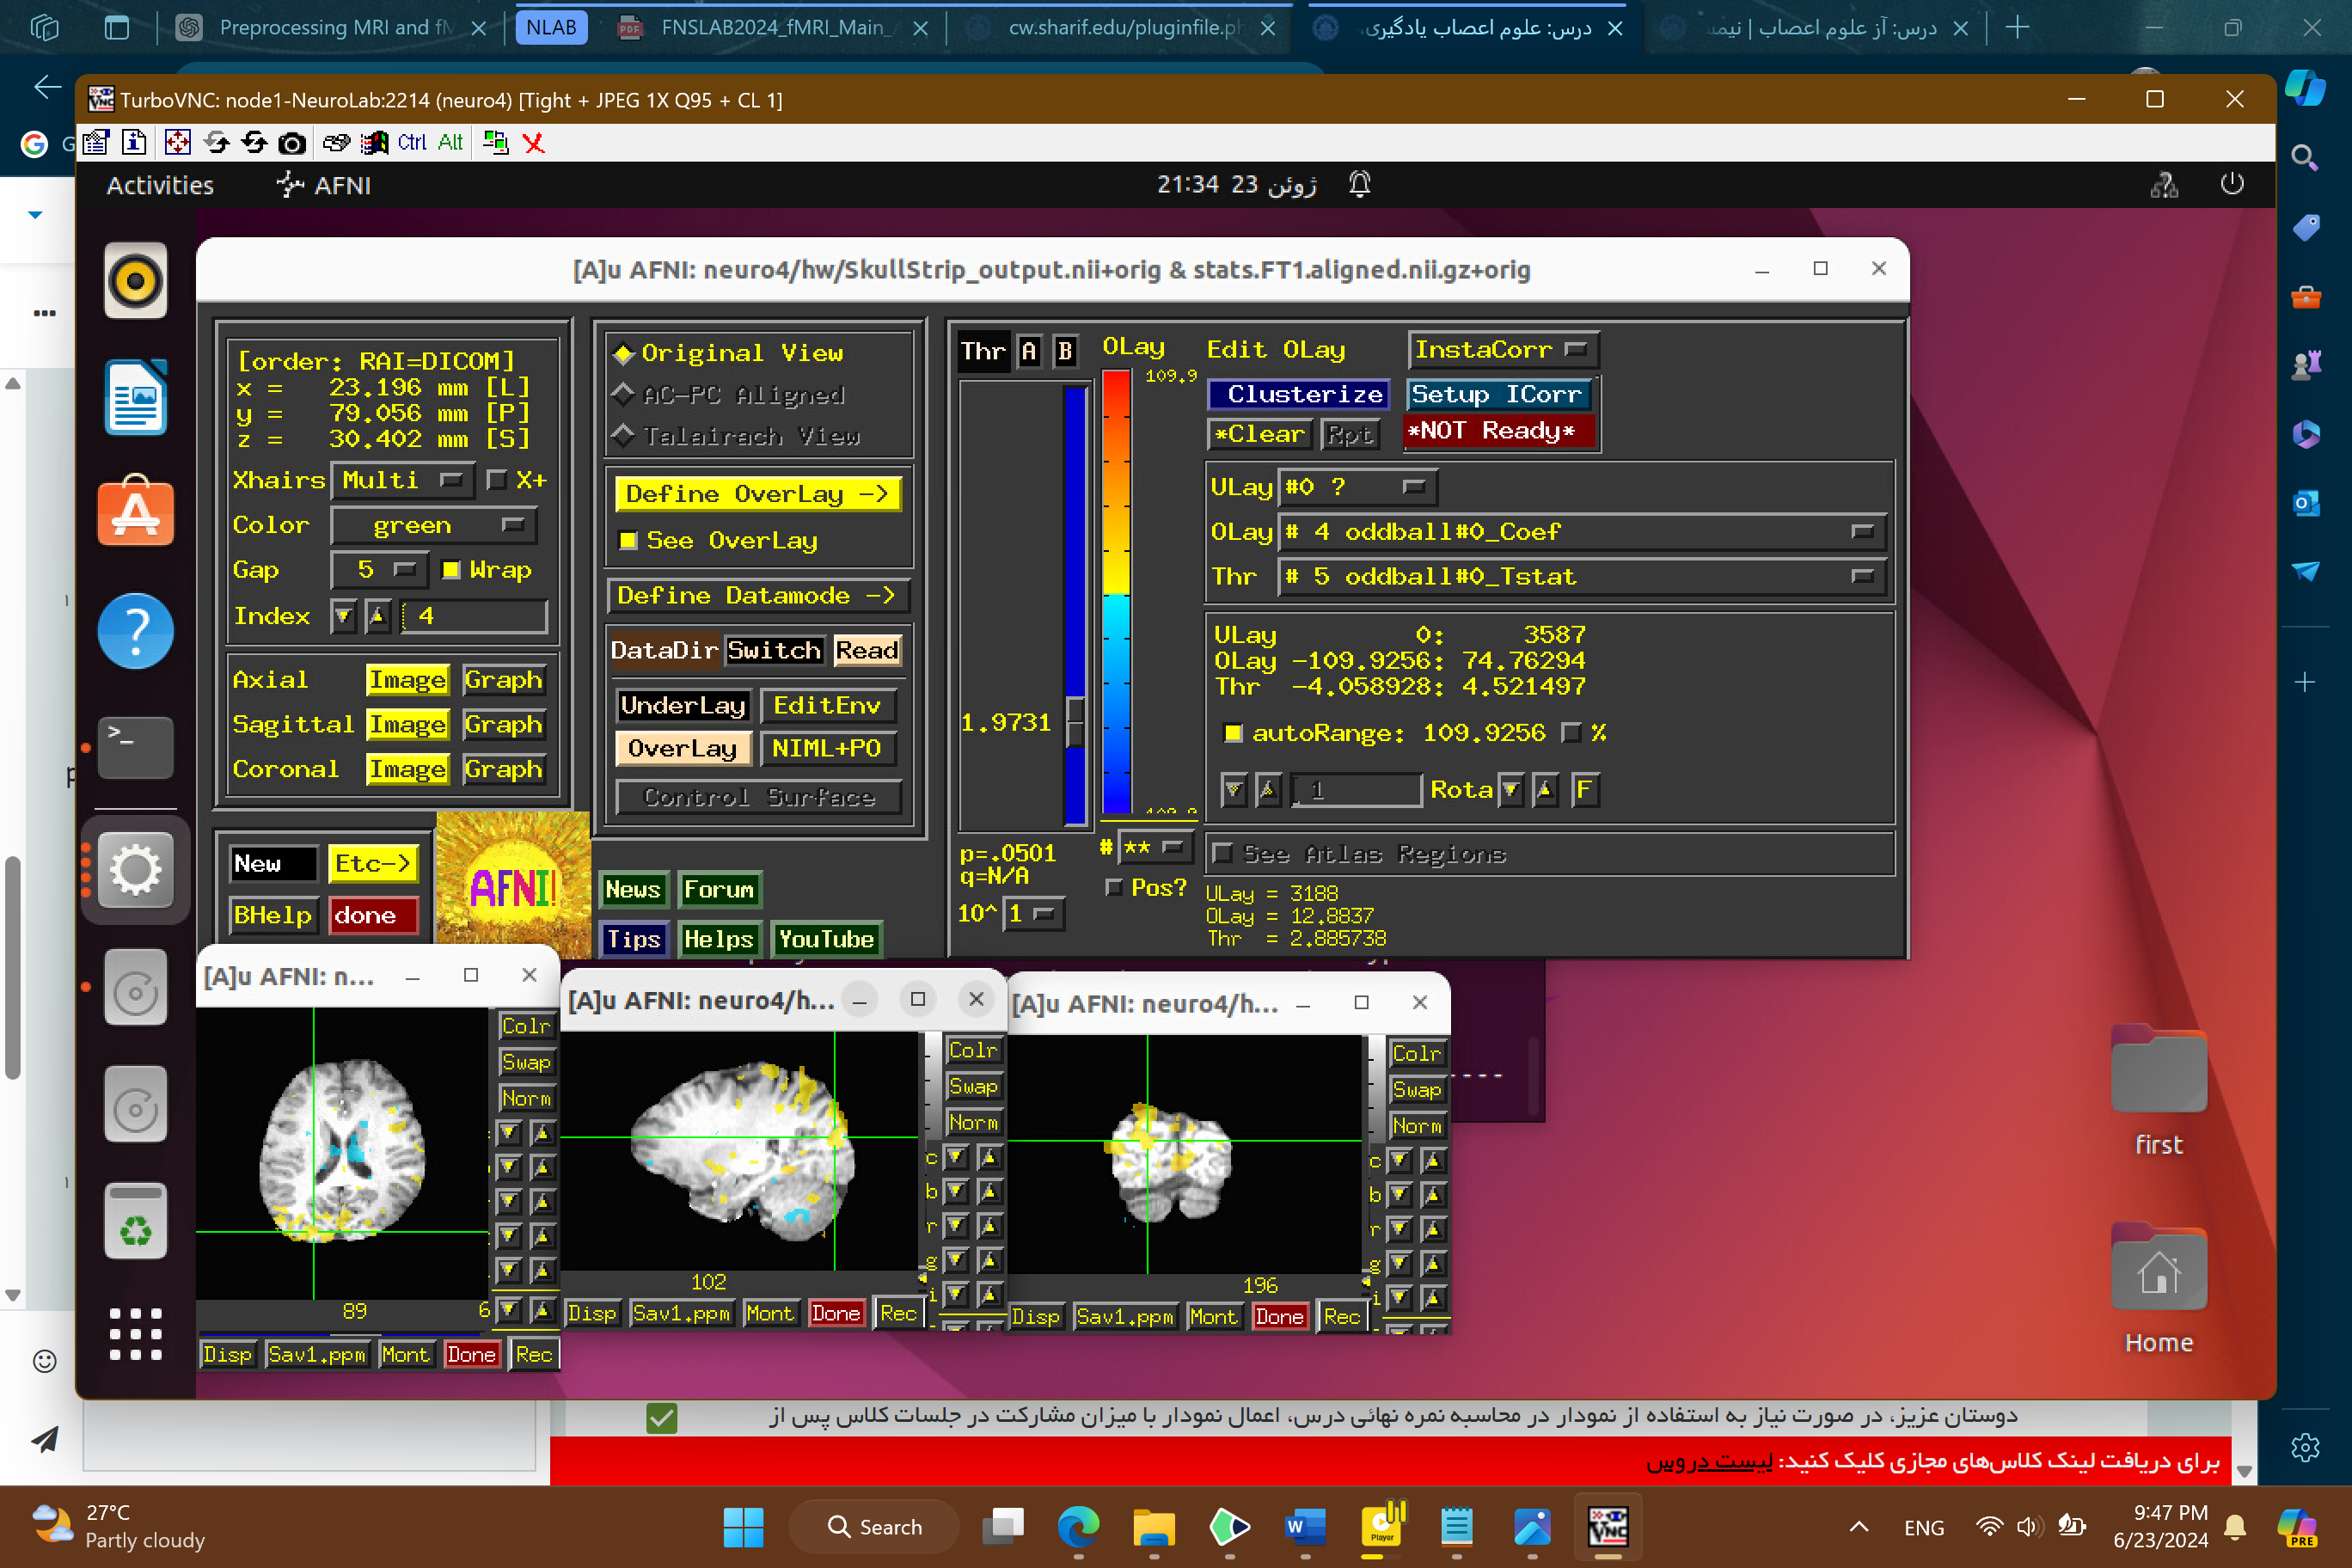 Preprocessing MRI and fM
NLAB
FNSLAB2024_fMRI_Main_
cw.sharif.edu/pluginfile.ph
درس: علوم اعصاب یادگیری،
درس: آز علوم اعصاب | نیمس
TurboVNC: node1-NeuroLab:2214 (neuro4) [Tight + JPEG 1X Q95 + CL 1]
Ctrl Alt
Activities
AFNI
21:34 23 ژوئن
[A]u AFNI: neuro4/hw/SkullStrip_output.nii+orig & stats.FT1.aligned.nii.gz+orig
[order: RAI=DICOM]
x = 23.196 mm [L]
y = 79.056 mm [P]
z = 30.402 mm [S]
Xhairs Multi X+
Color green
Gap 5 Wrap
Index 4
Axial Image Graph
Sagittal Image Graph
Coronal Image Graph
New Etc->
BHelp done
AFNI!
Original View
AC-PC Aligned
Talairach View
Define OverLay ->
See OverLay
Define Datamode ->
DataDir Switch Read
UnderLay EditEnv
OverLay NIML+PO
Control Surface
News Forum
Tips Helps YouTube
Thr A B
OLay
109.9
1.9731
p=.0501
q=N/A
10^ 1
# **
Pos?
Edit OLay
InstaCorr
Clusterize
Setup ICorr
*Clear Rpt
*NOT Ready*
ULay #0 ?
OLay # 4 oddball#0_Coef
Thr # 5 oddball#0_Tstat
ULay 0: 3587
OLay -109.9256: 74.76294
Thr -4.058928: 4.521497
autoRange: 109.9256 %
1 Rota F
See Atlas Regions
ULay = 3188
OLay = 12.8837
Thr = 2.885738
[A]u AFNI: n...
Colr
Swap
Norm
89
6
Disp Sav1.ppm Mont Done Rec
[A]u AFNI: neuro4/h...
Colr
Swap
Norm
c
b
r
g
i
102
Disp Sav1.ppm Mont Done Rec
[A]u AFNI: neuro4/h...
Colr
Swap
Norm
c
b
r
g
i
196
Disp Sav1.ppm Mont Done Rec
first
Home
دوستان عزیز، در صورت نیاز به استفاده از نمودار در محاسبه نمره نهائی درس، اعمال نمودار با میزان مشارکت در جلسات کلاس پس از
برای دریافت لینک کلاس‌های مجازی کلیک کنید: لیست دروس
27°C
Partly cloudy
Search
ENG
9:47 PM
6/23/2024
PRE